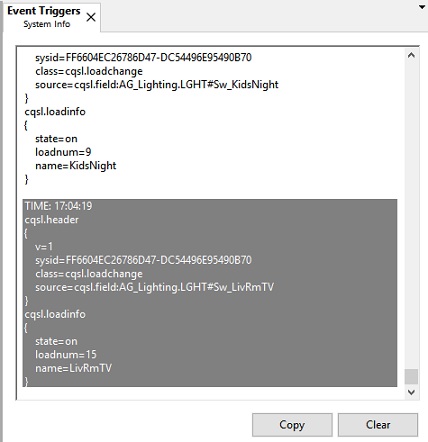 Event Triggers
System Info
sysid=FF6604EC26786D47-DC54496E95490B70
class=cqsl.loadchange
source=cqsl.field:AG_Lighting.LGHT#Sw_KidsNight
}
cqsl.loadinfo
{
state=on
loadnum=9
name=KidsNight
}
TIME: 17:04:19
cqsl.header
{
v=1
sysid=FF6604EC26786D47-DC54496E95490B70
class=cqsl.loadchange
source=cqsl.field:AG_Lighting.LGHT#Sw_LivRmTV
}
cqsl.loadinfo
{
state=on
loadnum=15
name=LivRmTV
}
Copy
Clear